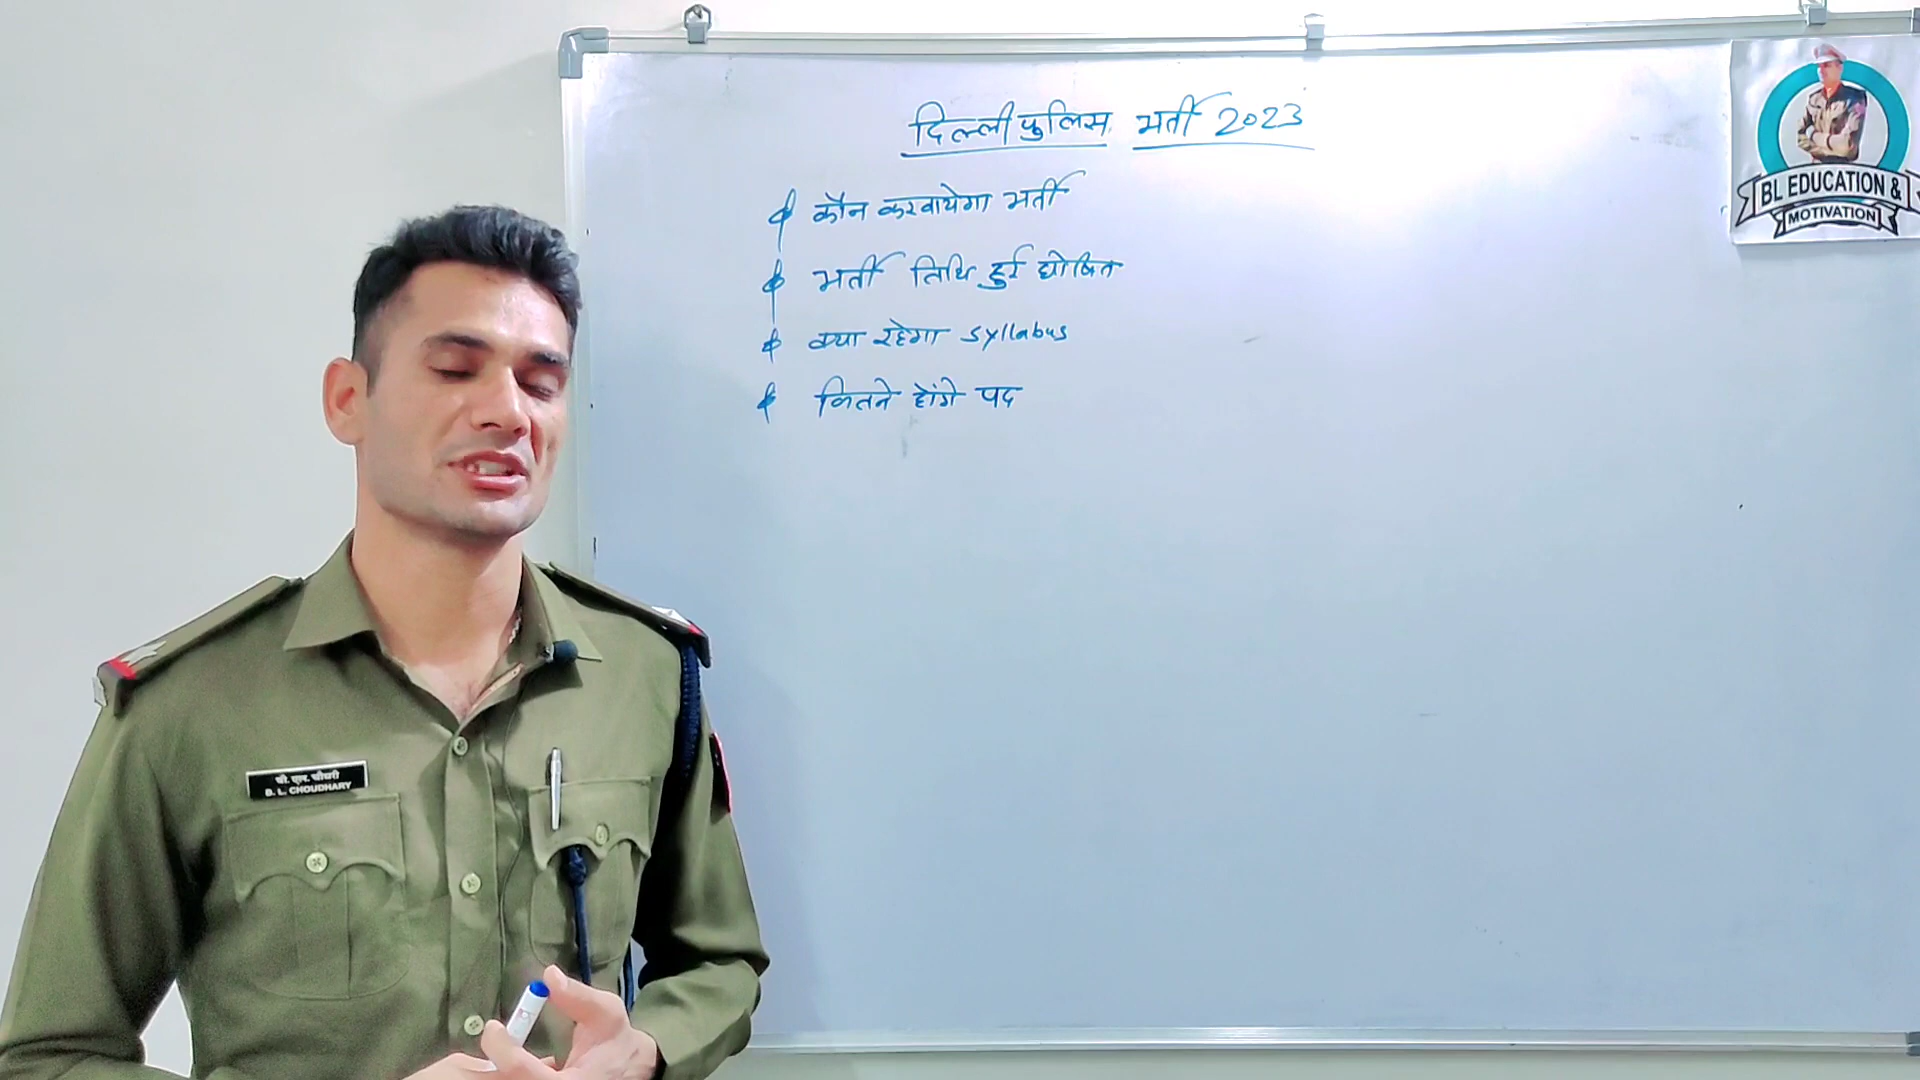 दिल्ली पुलिस भर्ती 2023
* कौन करवायेगा भर्ती
* भर्ती तिथि हुई घोषित
* क्या रहेगा syllabus
* कितने होंगे पद
BL EDUCATION &
MOTIVATION
बी. एल. चौधरी
B. L. CHOUDHARY